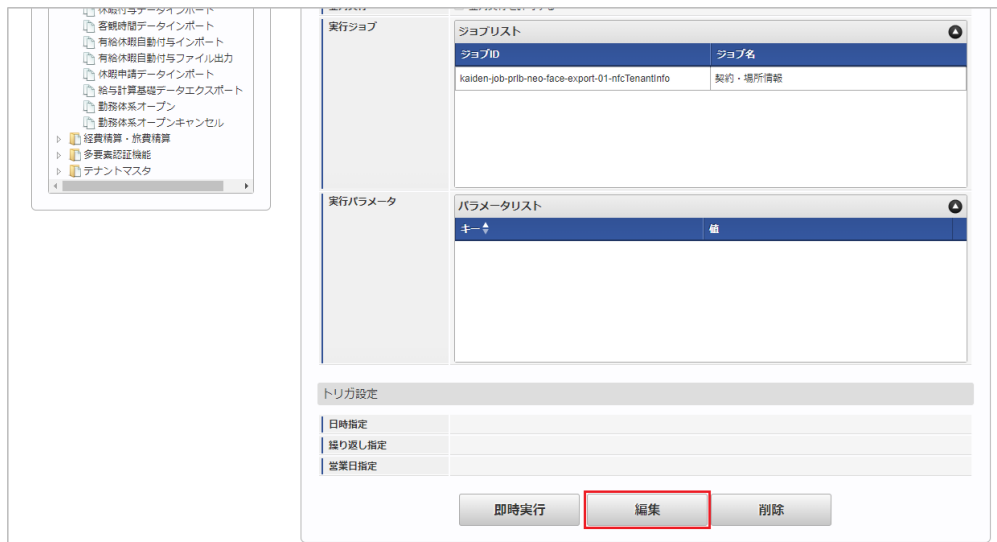 休暇付与データインポート
客観時間データインポート
有給休暇自動付与インポート
有給休暇自動付与ファイル出力
休暇申請データインポート
給与計算基礎データエクスポート
勤務体系オープン
勤務体系オープンキャンセル
経費精算・旅費精算
多要素認証機能
テナントマスタ
実行ジョブ
ジョブリスト
ジョブID ジョブ名
kaiden-job-prlb-neo-face-export-01-nfcTenantInfo 契約・場所情報
実行パラメータ
パラメータリスト
キー 値
トリガ設定
日時指定
繰り返し指定
営業日指定
即時実行 編集 削除